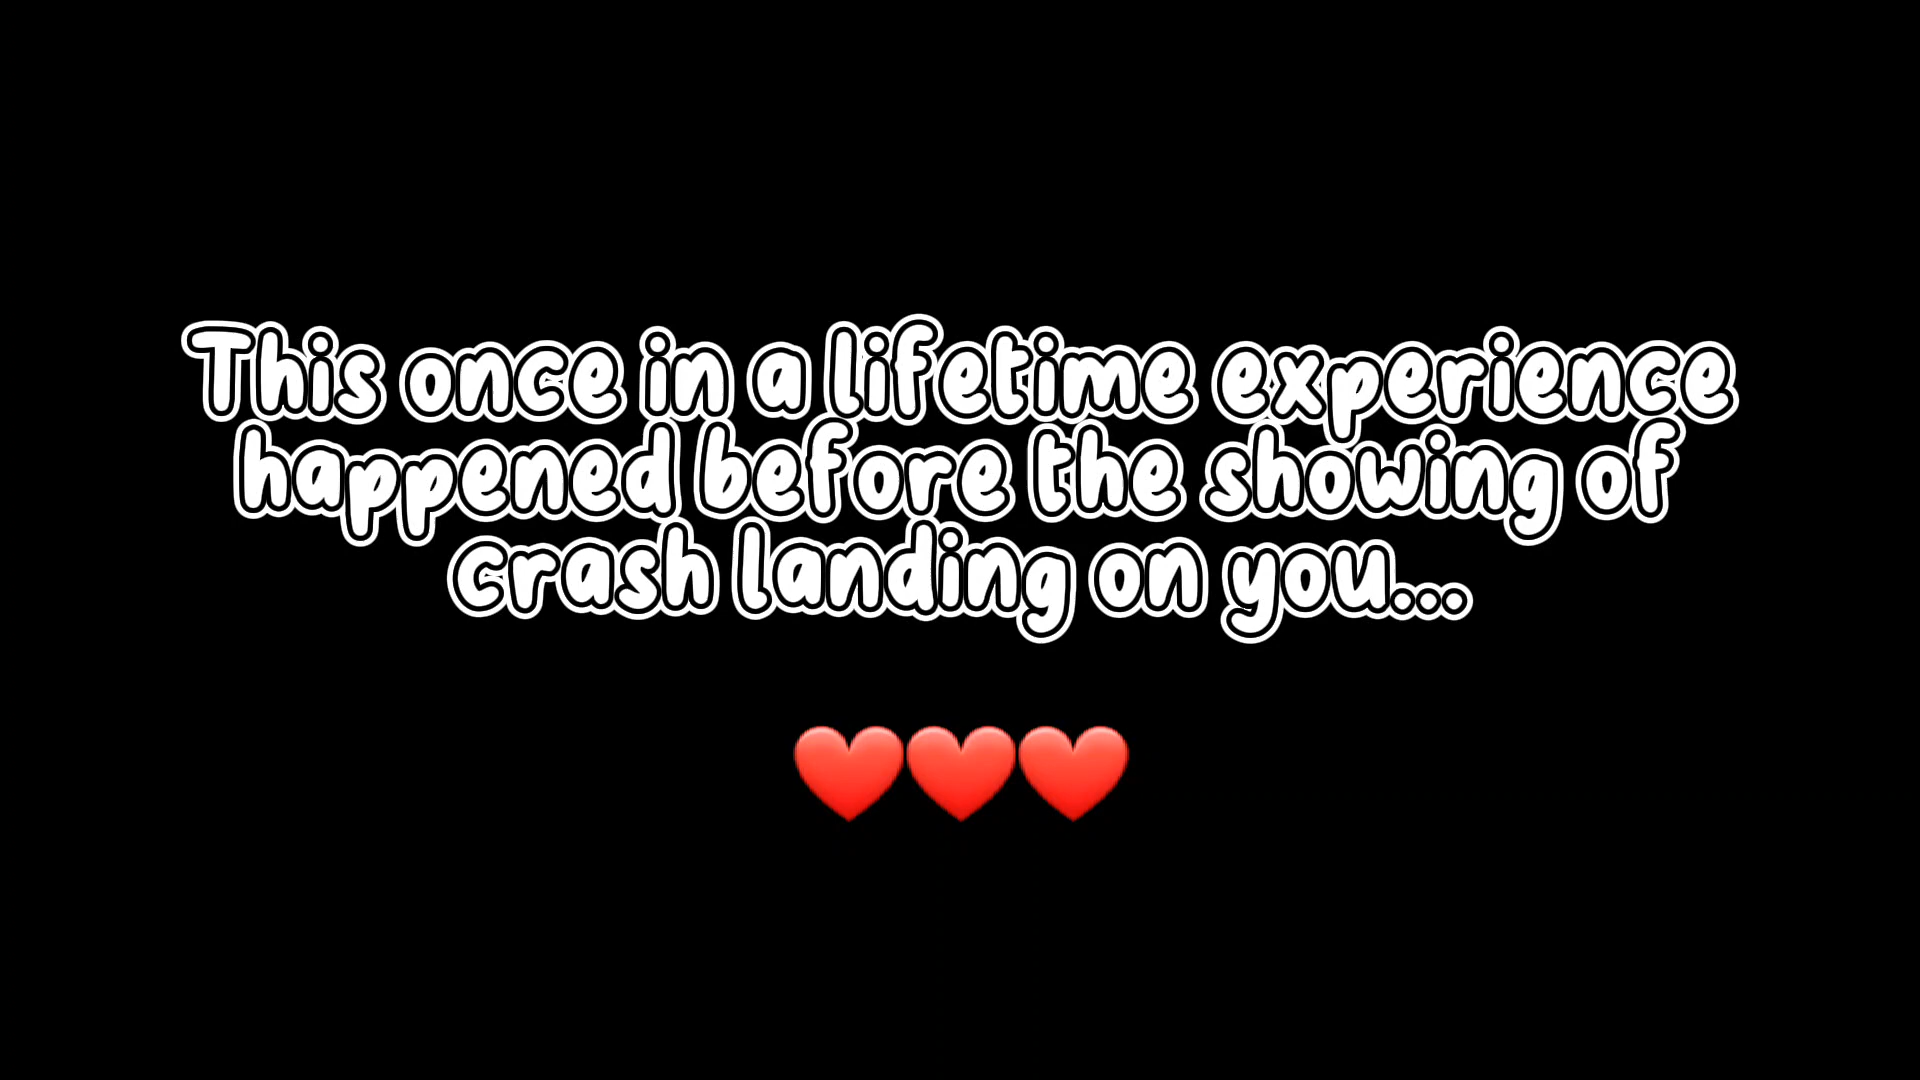 This once in a lifetime experience
happened before the showing of
crash landing on you...
❤️❤️❤️